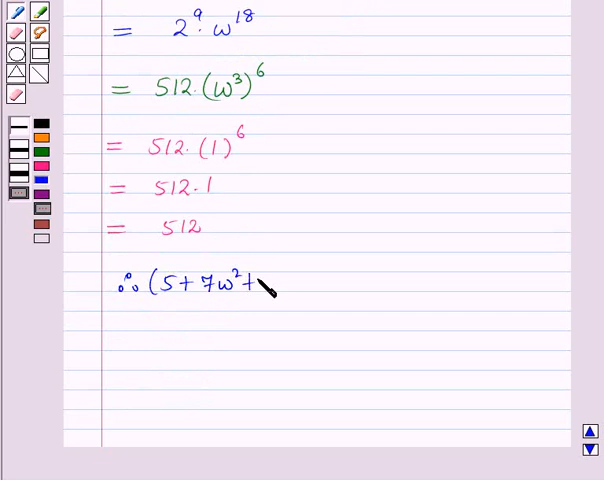 = 2⁹·ω¹⁸
= 512·(ω³)⁶
= 512·(1)⁶
= 512·1
= 512
∴ (5 + 7ω² +